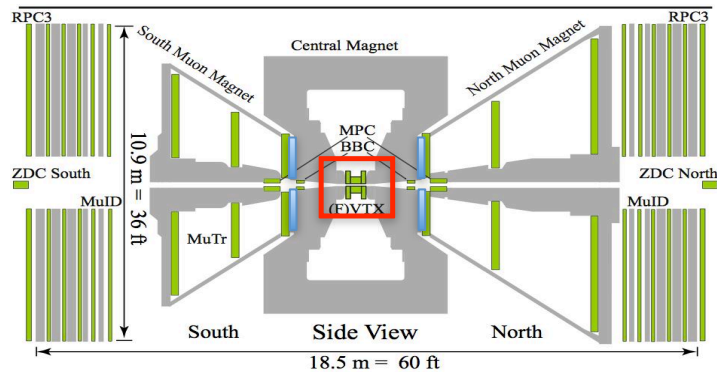 RPC3
RPC3
South Muon Magnet
Central Magnet
North Muon Magnet
MPC
BBC
ZDC South
ZDC North
10.9 m = 36 ft
MuID
(F)VTX
MuID
MuTr
South
Side View
North
18.5 m = 60 ft